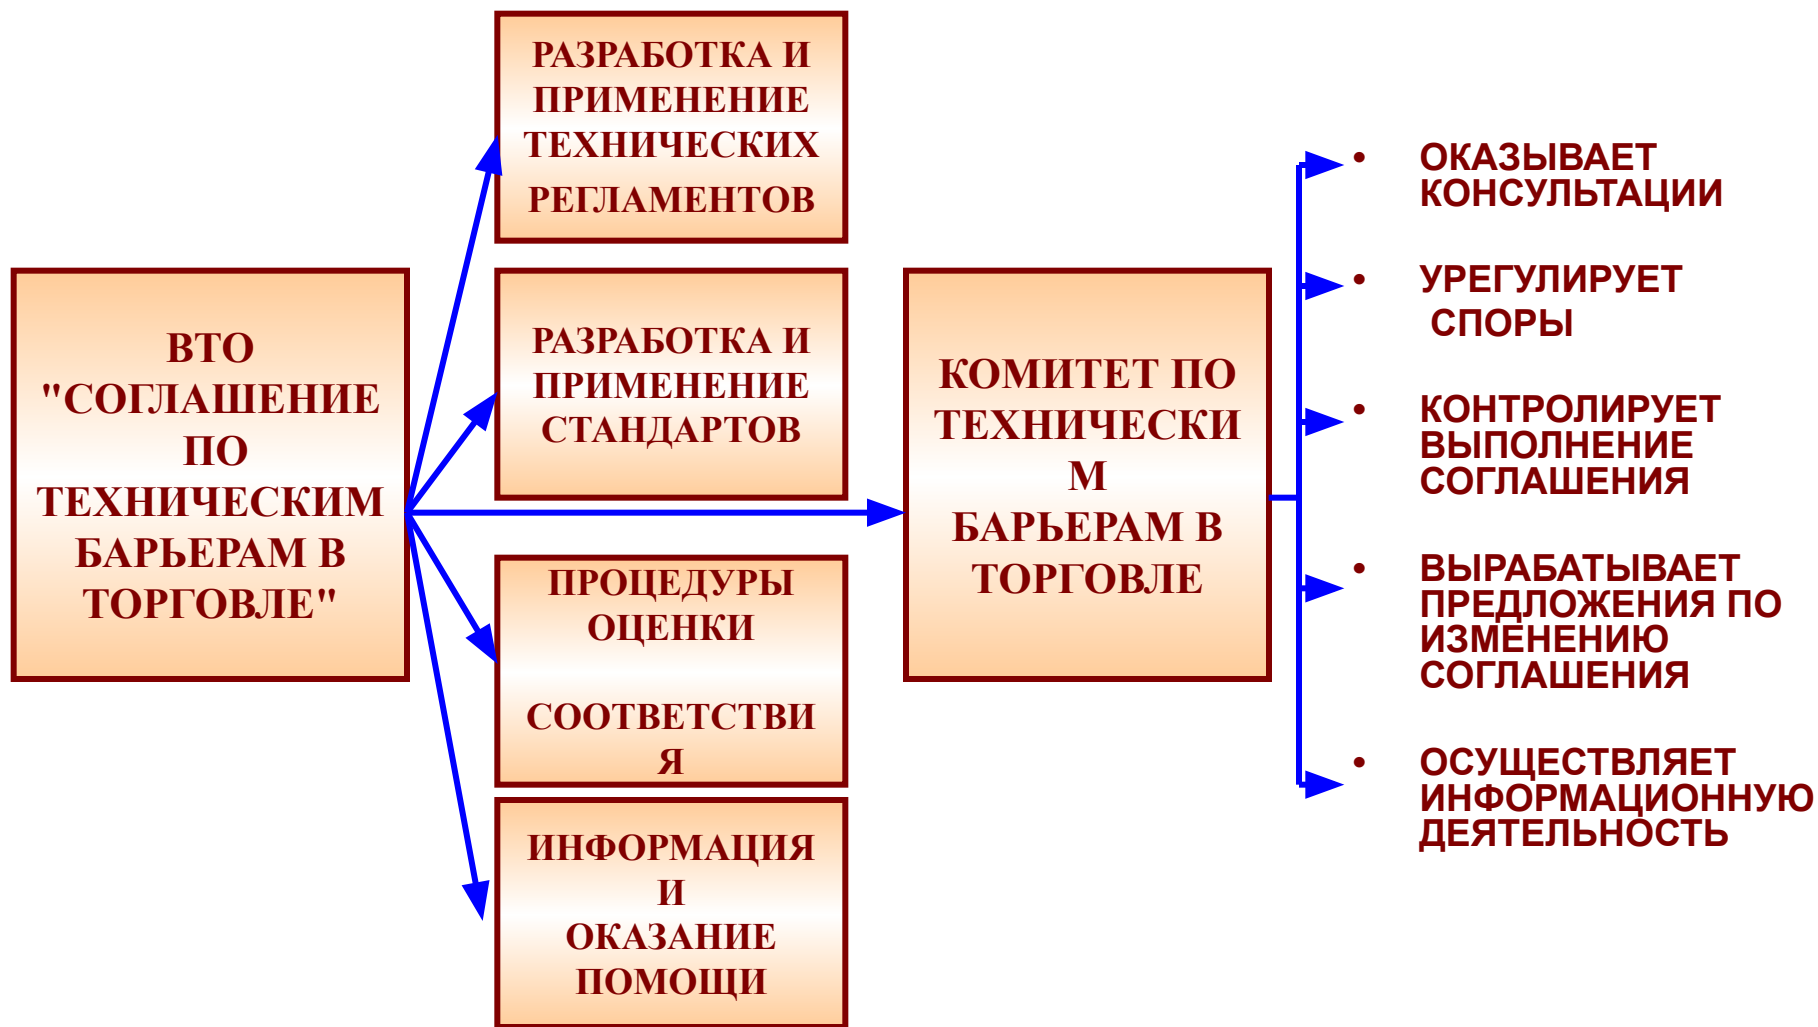 РАЗРАБОТКА И
ПРИМЕНЕНИЕ
ТЕХНИЧЕСКИХ
РЕГЛАМЕНТОВ
ВТО
"СОГЛАШЕНИЕ
ПО
ТЕХНИЧЕСКИМ
БАРЬЕРАМ В
ТОРГОВЛЕ"
РАЗРАБОТКА И
ПРИМЕНЕНИЕ
СТАНДАРТОВ
ПРОЦЕДУРЫ
ОЦЕНКИ
СООТВЕТСТВИ
Я
ИНФОРМАЦИЯ
И
ОКАЗАНИЕ
ПОМОЩИ
КОМИТЕТ ПО
ТЕХНИЧЕСКИ
М
БАРЬЕРАМ В
ТОРГОВЛЕ
• ОКАЗЫВАЕТ
КОНСУЛЬТАЦИИ
• УРЕГУЛИРУЕТ
СПОРЫ
• КОНТРОЛИРУЕТ
ВЫПОЛНЕНИЕ
СОГЛАШЕНИЯ
• ВЫРАБАТЫВАЕТ
ПРЕДЛОЖЕНИЯ ПО
ИЗМЕНЕНИЮ
СОГЛАШЕНИЯ
• ОСУЩЕСТВЛЯЕТ
ИНФОРМАЦИОННУЮ
ДЕЯТЕЛЬНОСТЬ